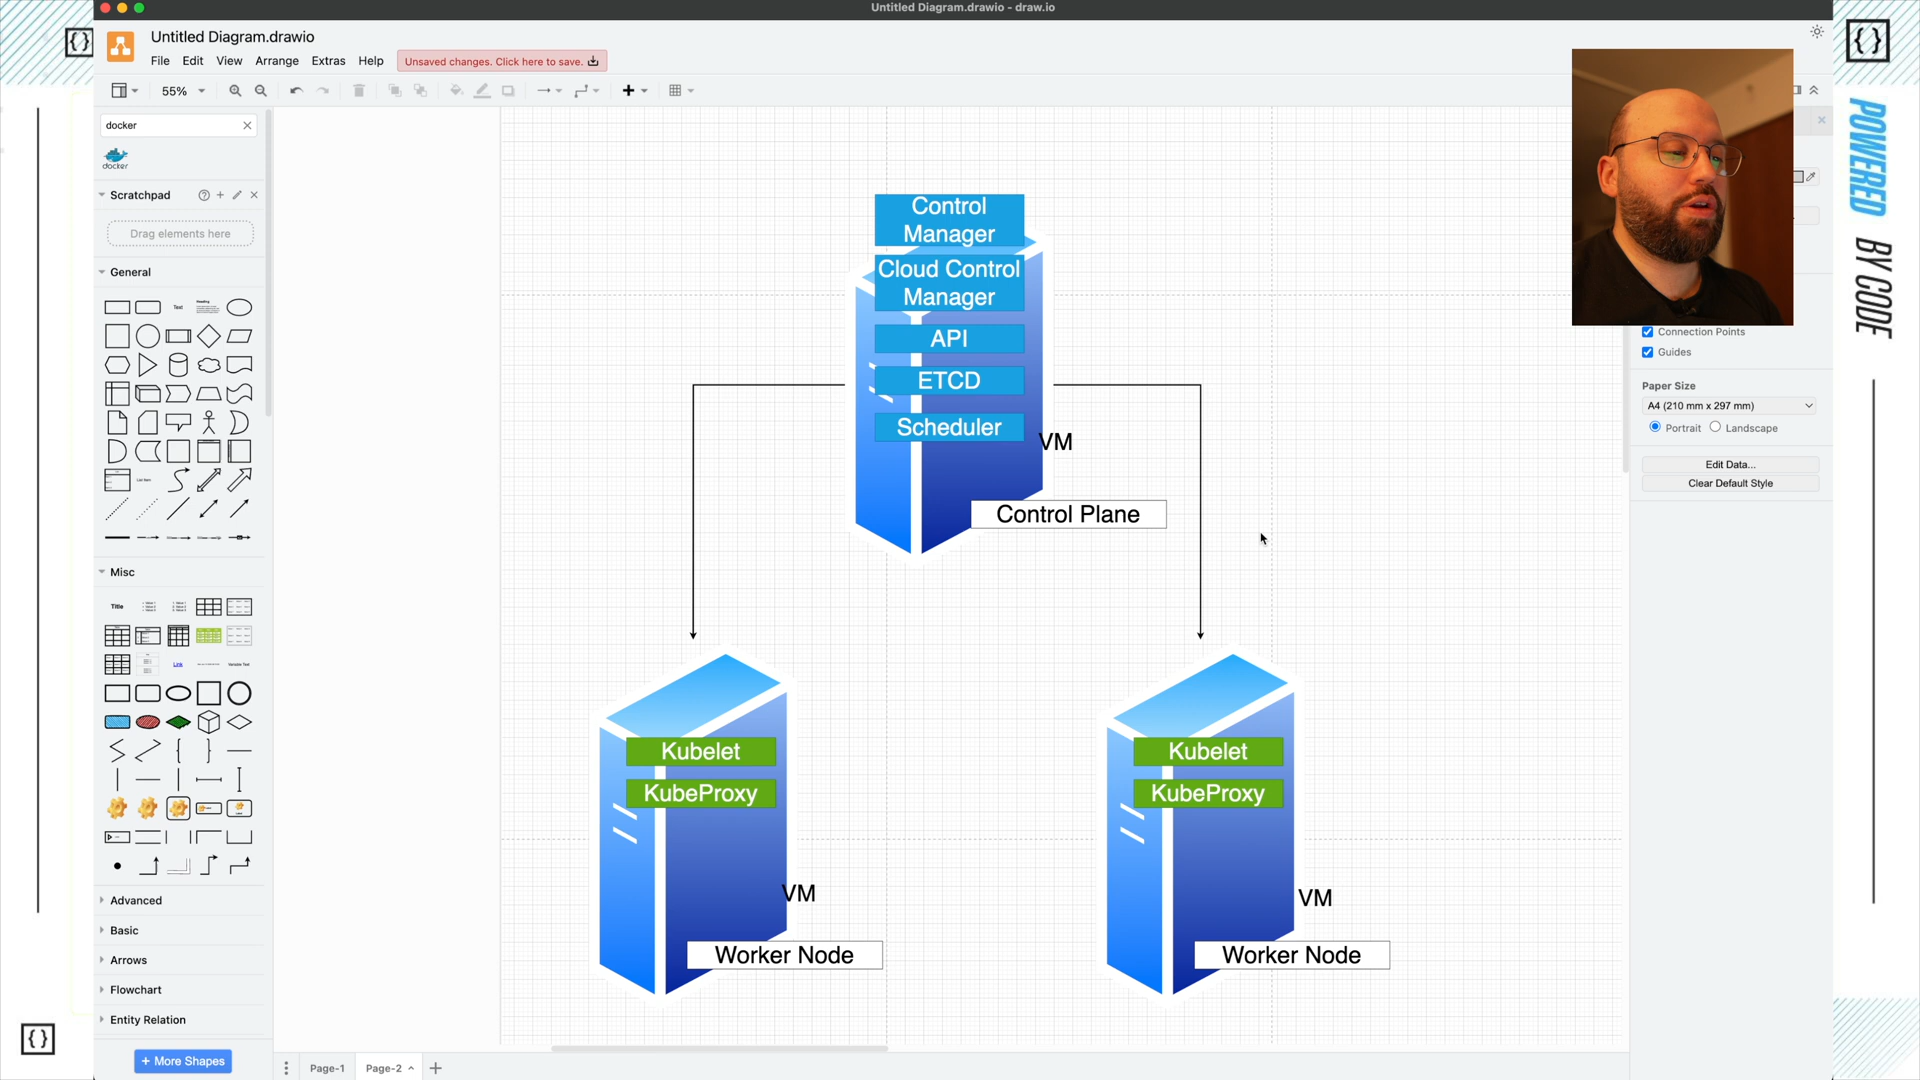 Untitled Diagram.drawio - draw.io
Untitled Diagram.drawio
File Edit View Arrange Extras Help
Unsaved changes. Click here to save.
55%
docker
docker
Scratchpad
Drag elements here
General
Text
Heading
List Item
Misc
Title
Link
Variable Text
Advanced
Basic
Arrows
Flowchart
Entity Relation
+ More Shapes
Page-1
Page-2
Control
Manager
Cloud Control
Manager
API
ETCD
Scheduler
VM
Control Plane
Kubelet
KubeProxy
VM
Worker Node
Kubelet
KubeProxy
VM
Worker Node
Connection Points
Guides
Paper Size
A4 (210 mm x 297 mm)
Portrait Landscape
Edit Data...
Clear Default Style
{}
{}
{}
POWERED BY CODE